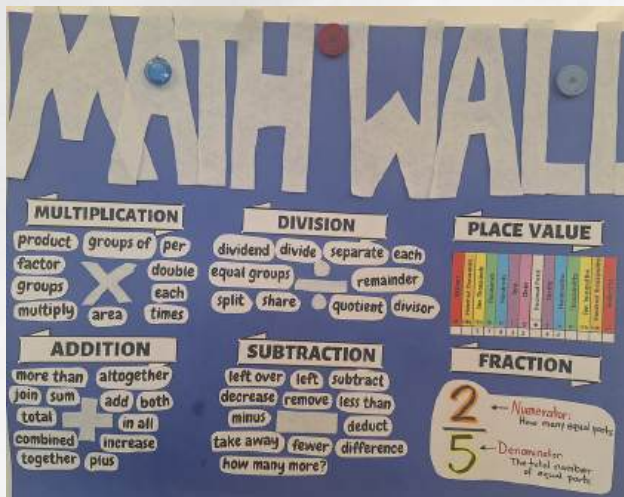 MATH WALL
MULTIPLICATION
product groups of per
factor double
groups each
multiply area times
DIVISION
dividend divide separate each
equal groups remainder
split share quotient divisor
PLACE VALUE
ADDITION
more than altogether
join sum add both
total in all
combined increase
together plus
SUBTRACTION
left over left subtract
decrease remove less than
minus deduct
take away fewer difference
how many more?
FRACTION
2 Numerator:
How many equal parts
5 Denominator
The total number
of equal parts